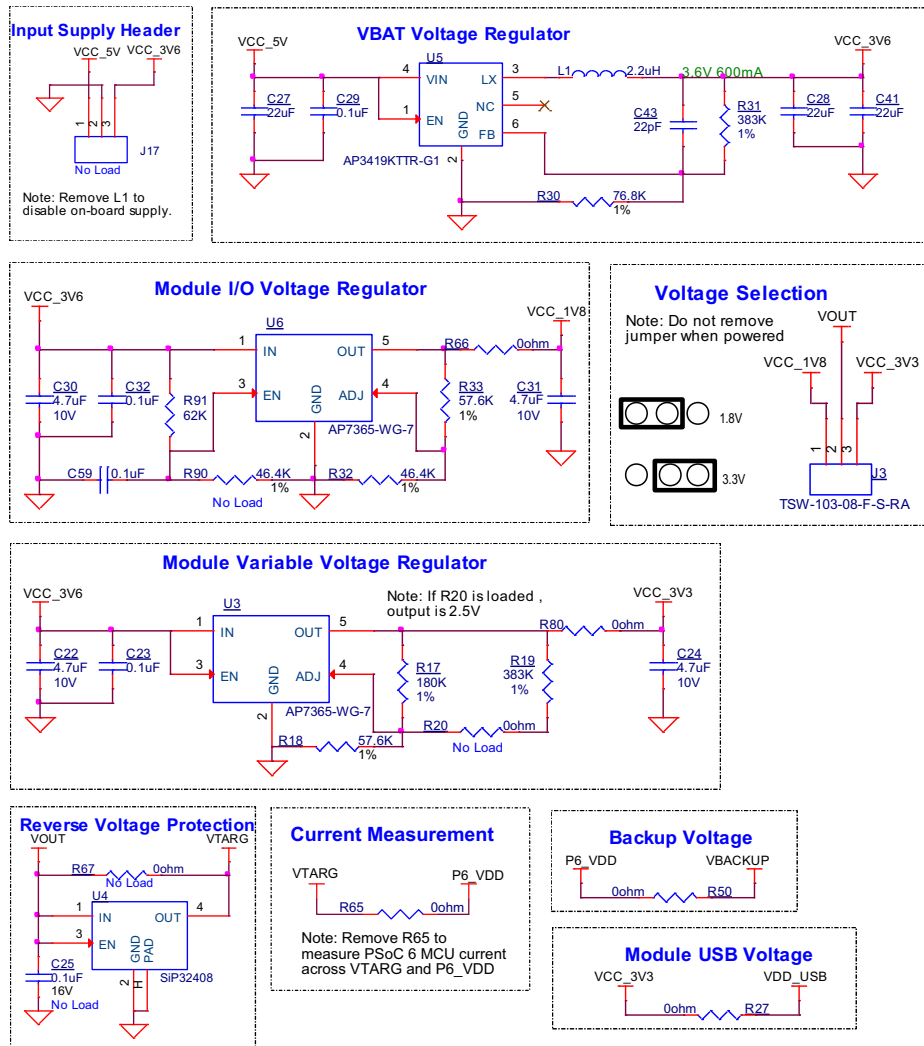 Input Supply Header
VCC_5V
VCC_3V6
1
2
3
J17
No Load
Note: Remove L1 to
disable on-board supply.
VBAT Voltage Regulator
VCC_5V
VCC_3V6
U5
4
VIN
LX
3
L1
2.2uH
3.6V 600mA
C27
22uF
C29
0.1uF
1
EN
NC
5
FB
6
GND
2
AP3419KTTR-G1
C43
22pF
R31
383K
1%
C28
22uF
C41
22uF
R30
76.8K
1%
Module I/O Voltage Regulator
VCC_3V6
VCC_1V8
U6
1
IN
OUT
5
R66
0ohm
C30
4.7uF
10V
C32
0.1uF
R91
62K
3
EN
ADJ
4
GND
2
AP7365-WG-7
R33
57.6K
1%
C31
4.7uF
10V
C59
0.1uF
R90
46.4K
1%
No Load
R32
46.4K
1%
Voltage Selection
Note: Do not remove
jumper when powered
VOUT
VCC_1V8
VCC_3V3
1.8V
3.3V
1
2
3
J3
TSW-103-08-F-S-RA
Module Variable Voltage Regulator
VCC_3V6
VCC_3V3
U3
Note: If R20 is loaded ,
output is 2.5V
1
IN
OUT
5
R80
0ohm
C22
4.7uF
10V
C23
0.1uF
3
EN
ADJ
4
GND
2
AP7365-WG-7
R17
180K
1%
R19
383K
1%
C24
4.7uF
10V
R18
57.6K
1%
R20
0ohm
No Load
Reverse Voltage Protection
VOUT
VTARG
R67
0ohm
No Load
U4
1
IN
OUT
4
3
EN
GND
PAD
2
H
SiP32408
C25
0.1uF
16V
No Load
Current Measurement
VTARG
P6_VDD
R65
0ohm
Note: Remove R65 to
measure PSoC 6 MCU current
across VTARG and P6_VDD
Backup Voltage
P6_VDD
VBACKUP
0ohm
R50
Module USB Voltage
VCC_3V3
VDD_USB
0ohm
R27